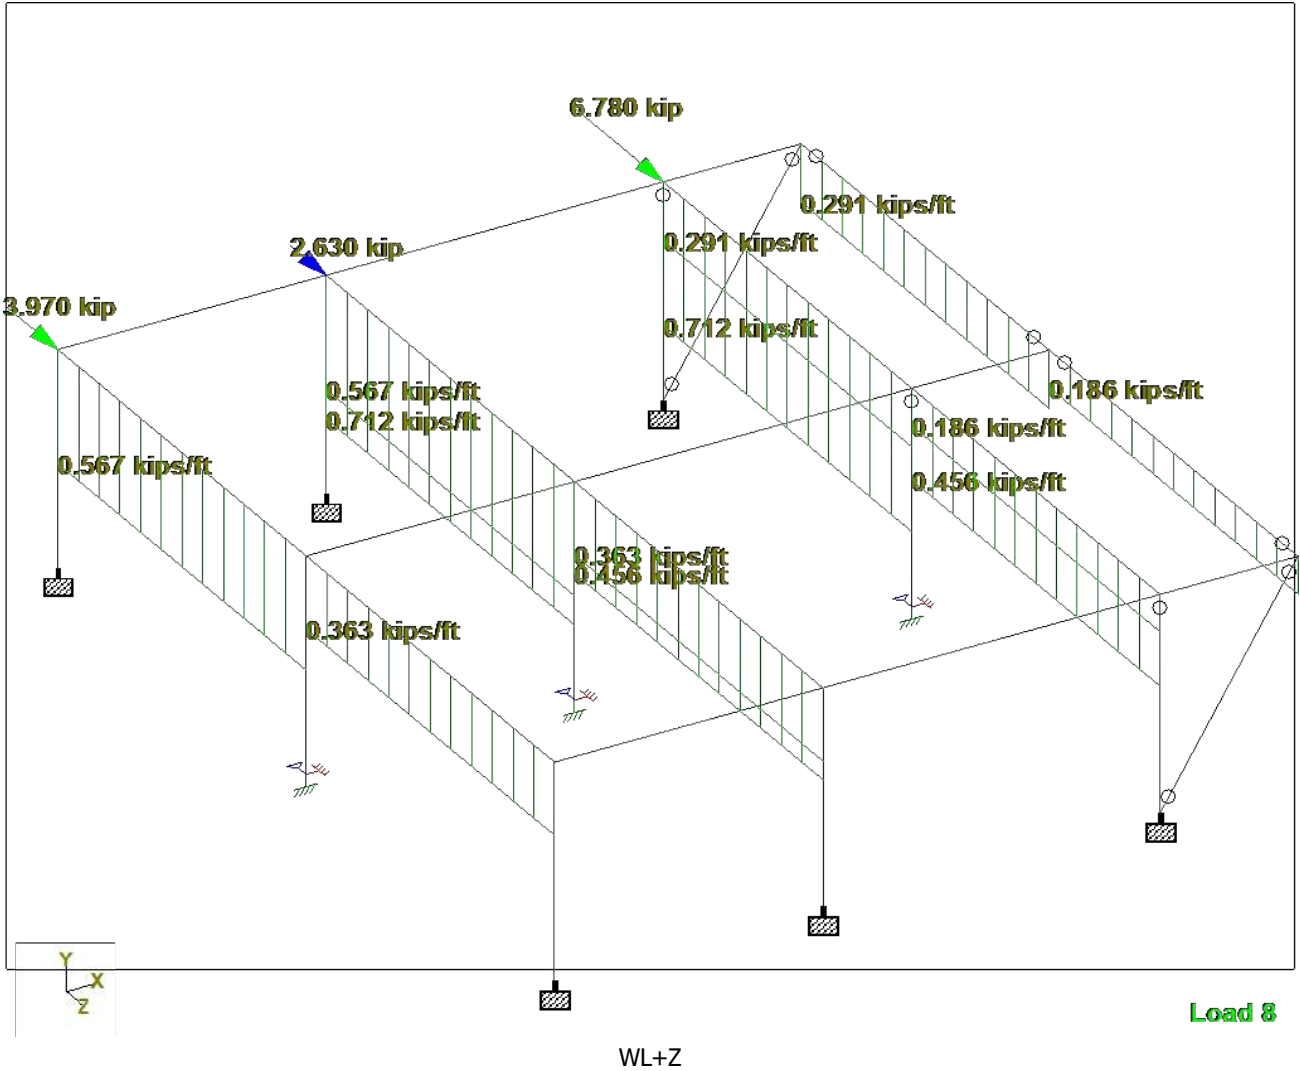 6.780 kip
0.291 kips/ft
0.291 kips/ft
2.630 kip
3.970 kip
0.712 kips/ft
0.567 kips/ft
0.186 kips/ft
0.712 kips/ft
0.186 kips/ft
0.567 kips/ft
0.456 kips/ft
0.363 kips/ft
0.456 kips/ft
0.363 kips/ft
Y
X
Z
Load 8
WL+Z